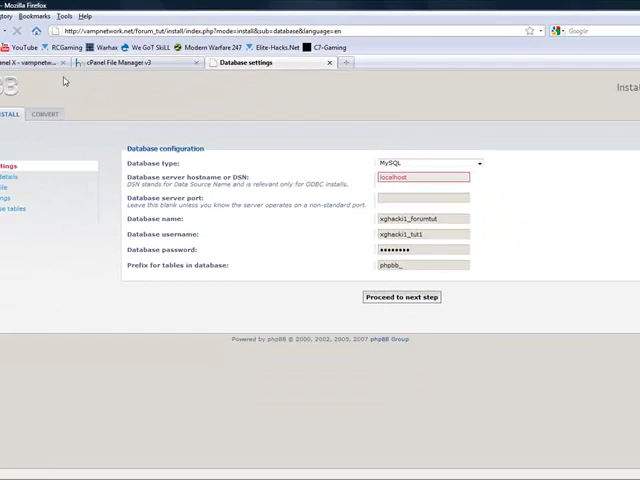 Mozilla Firefox
Bookmarks Tools Help
http://vampnetwork.net/forum_tut/install/index.php?mode=install&sub=database&language=en
Google
YouTube RCGaming Warhax We GoT SkiLL Modern Warfare 247 Elite-Hacks.Net C7-Gaming
cPanel File Manager v3 Database settings
CONVERT
Database configuration
Database type: MySQL
Database server hostname or DSN: localhost
DSN stands for Data Source Name and is relevant only for ODBC installs.
Database server port:
Leave this blank unless you know the server operates on a non-standard port.
Database name: xghacki1_forumtut
Database username: xghacki1_tut1
Database password: ••••••••
Prefix for tables in database: phpbb_
Proceed to next step
Powered by phpBB © 2000, 2002, 2005, 2007 phpBB Group